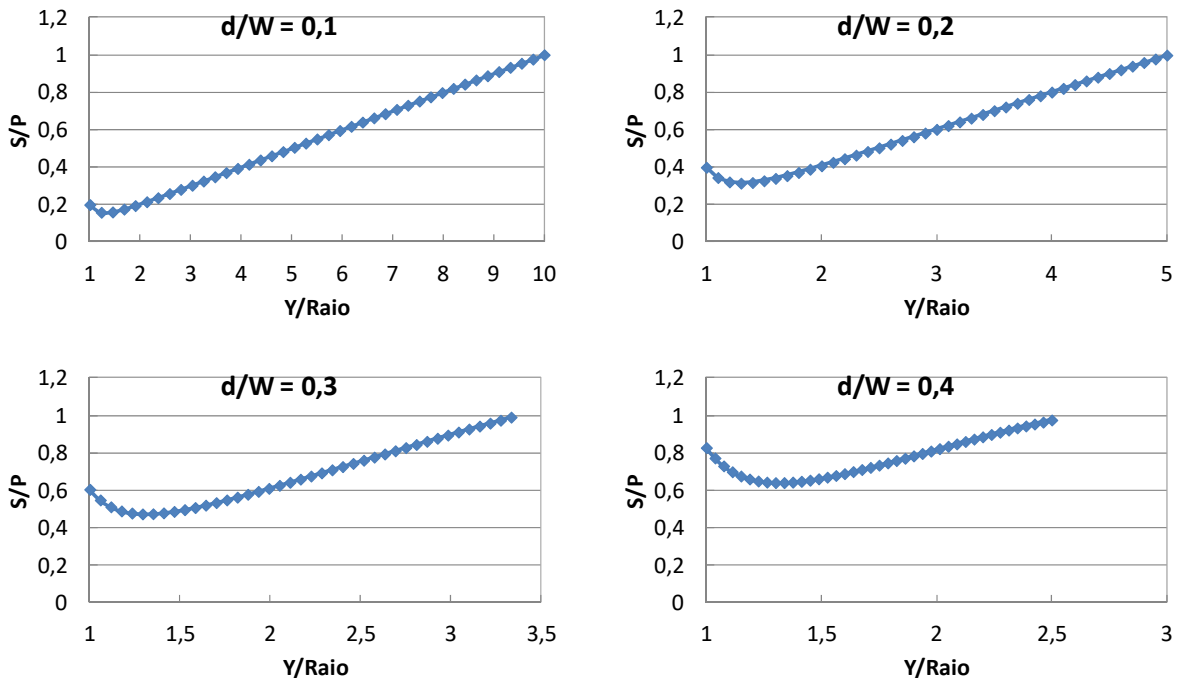 d/W = 0,1
1,2
1
0,8
0,6
0,4
0,2
0
S/P
1 2 3 4 5 6 7 8 9 10
Y/Raio
d/W = 0,2
1,2
1
0,8
0,6
0,4
0,2
0
S/P
1 2 3 4 5
Y/Raio
d/W = 0,3
1,2
1
0,8
0,6
0,4
0,2
0
S/P
1 1,5 2 2,5 3 3,5
Y/Raio
d/W = 0,4
1,2
1
0,8
0,6
0,4
0,2
0
S/P
1 1,5 2 2,5 3
Y/Raio